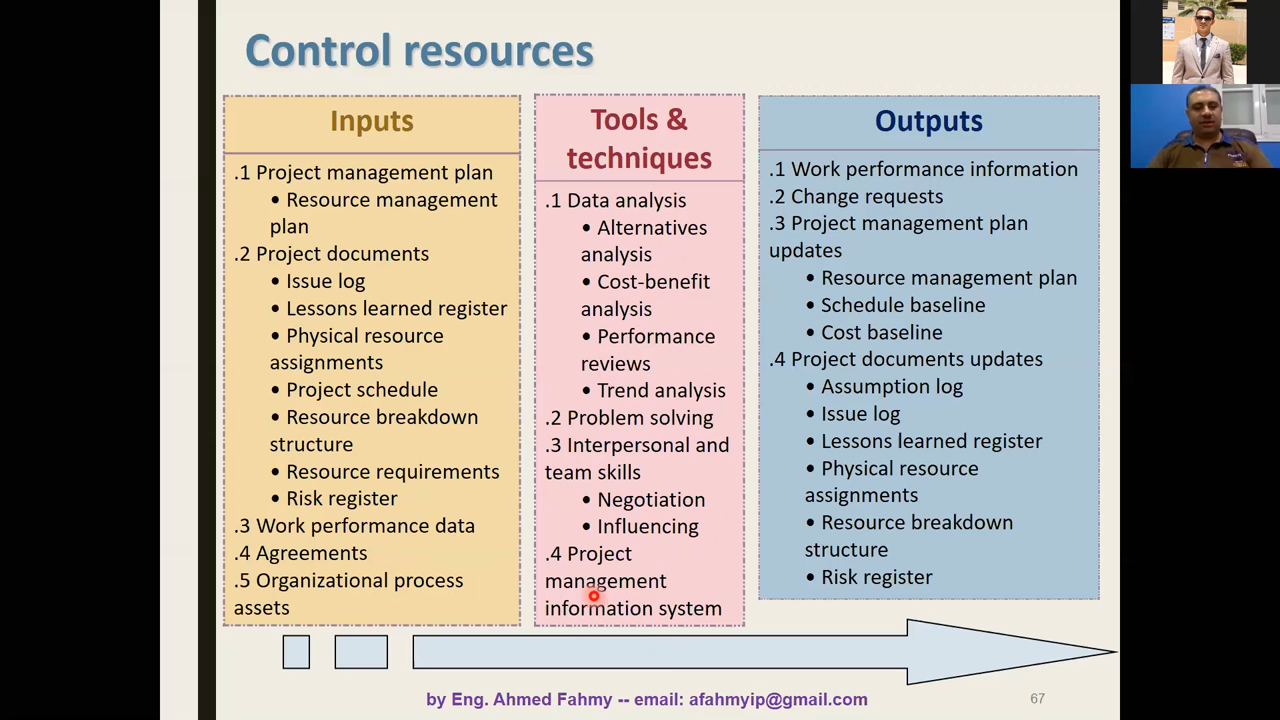 Control resources
Inputs
.1 Project management plan
• Resource management
plan
.2 Project documents
• Issue log
• Lessons learned register
• Physical resource
assignments
• Project schedule
• Resource breakdown
structure
• Resource requirements
• Risk register
.3 Work performance data
.4 Agreements
.5 Organizational process
assets
Tools &
techniques
.1 Data analysis
• Alternatives
analysis
• Cost-benefit
analysis
• Performance
reviews
• Trend analysis
.2 Problem solving
.3 Interpersonal and
team skills
• Negotiation
• Influencing
.4 Project
management
information system
Outputs
.1 Work performance information
.2 Change requests
.3 Project management plan
updates
• Resource management plan
• Schedule baseline
• Cost baseline
.4 Project documents updates
• Assumption log
• Issue log
• Lessons learned register
• Physical resource
assignments
• Resource breakdown
structure
• Risk register
by Eng. Ahmed Fahmy -- email: afahmyip@gmail.com
67